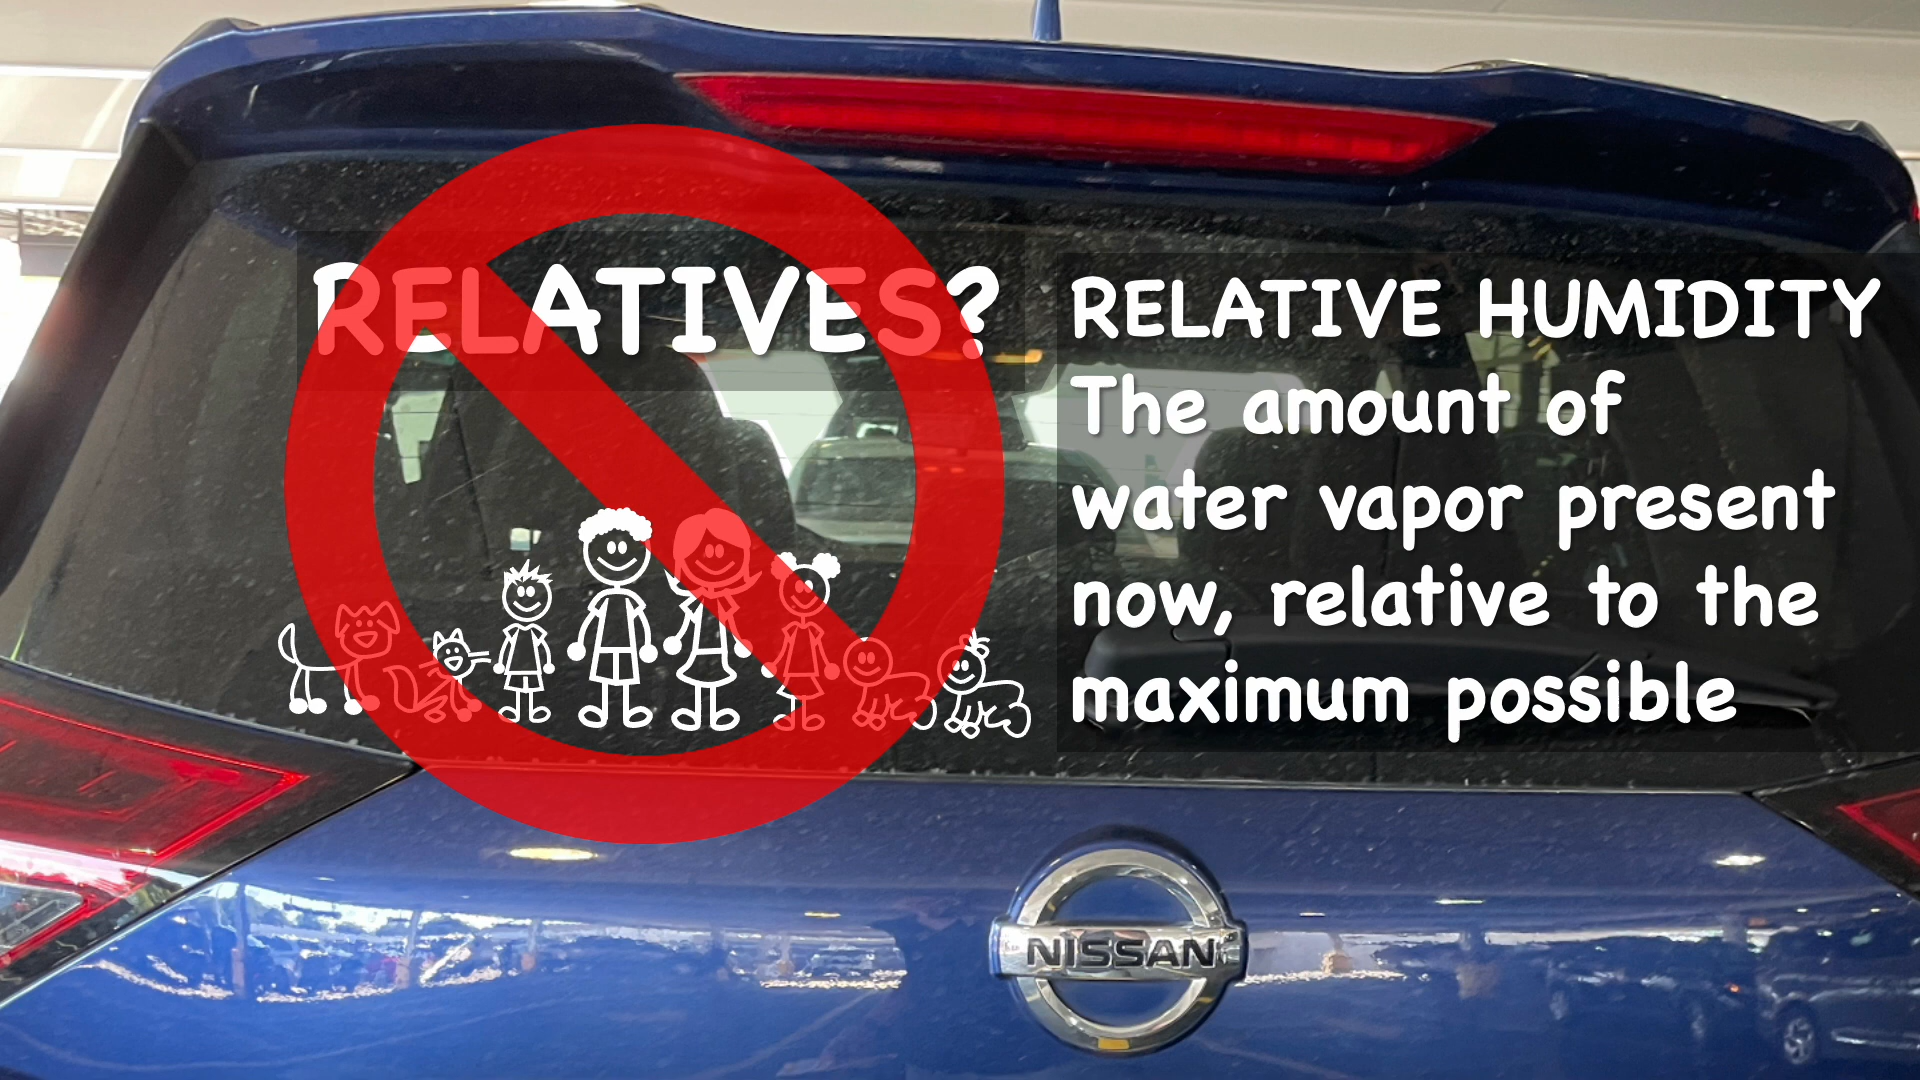 RELATIVES?
RELATIVE HUMIDITY
The amount of
water vapor present
now, relative to the
maximum possible
NISSAN